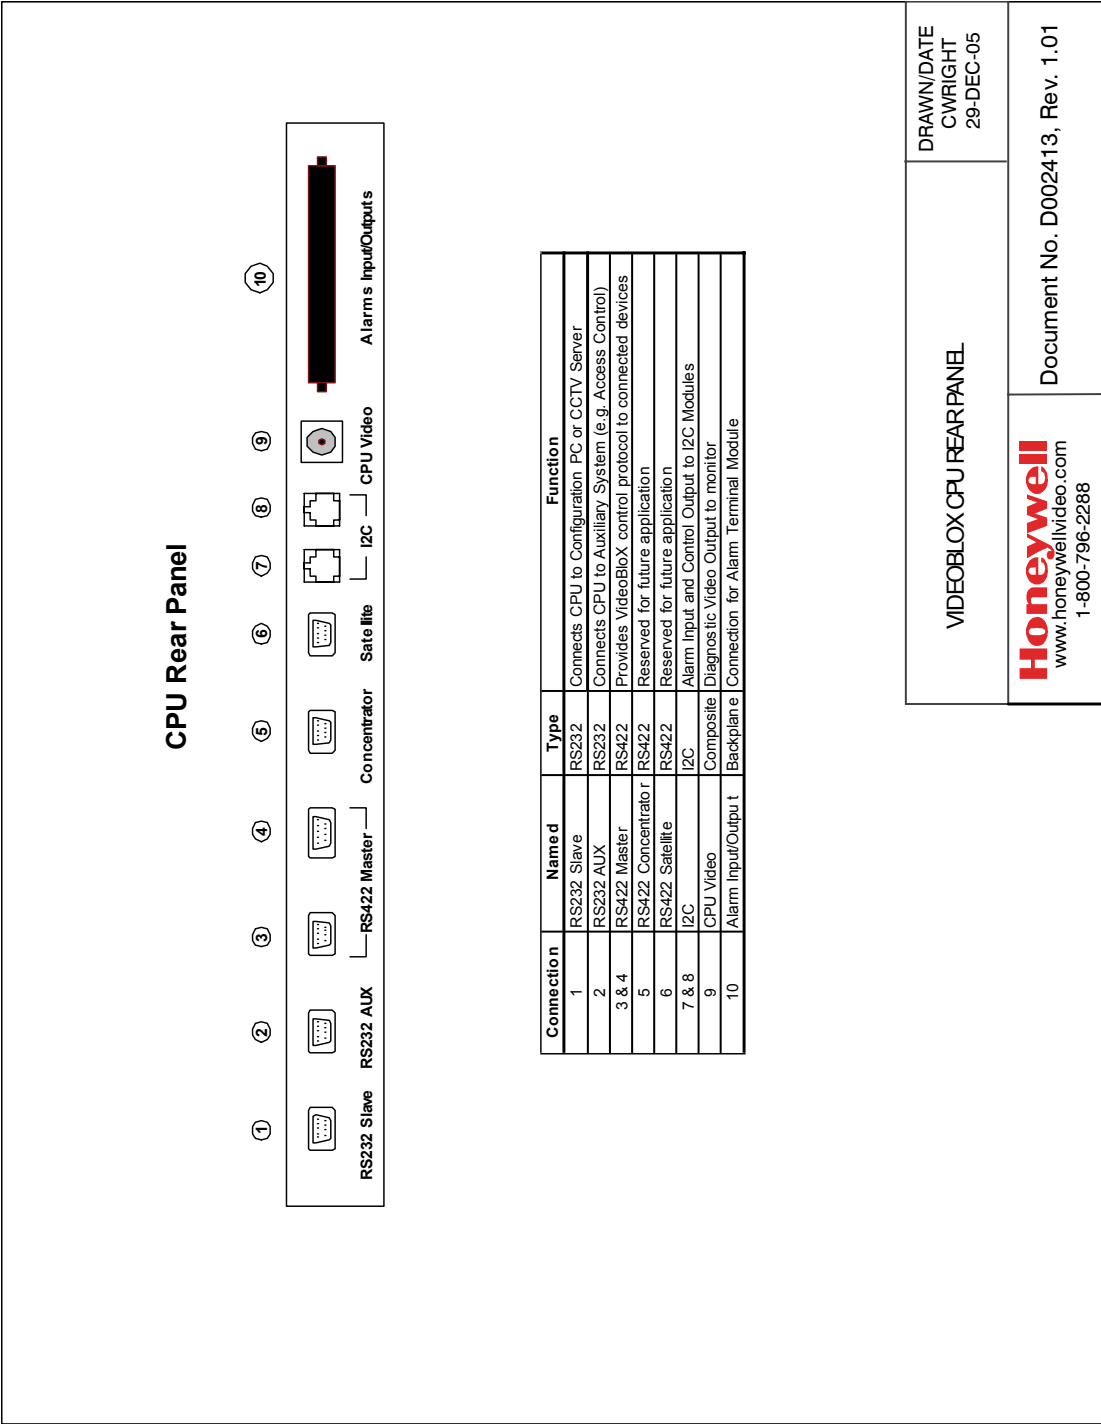 CPU Rear Panel
1 2 3 4 5 6 7 8 9 10
RS232 Slave RS232 AUX RS422 Master Concentrator Satellite I2C CPU Video Alarms Input/Outputs
Connection Named Type Function
1 RS232 Slave RS232 Connects CPU to Configuration PC or CCTV Server
2 RS232 AUX RS232 Connects CPU to Auxiliary System (e.g. Access Control)
3 & 4 RS422 Master RS422 Provides VideoBloX control protocol to connected devices
5 RS422 Concentrator RS422 Reserved for future application
6 RS422 Satellite RS422 Reserved for future application
7 & 8 I2C I2C Alarm Input and Control Output to I2C Modules
9 CPU Video Composite Diagnostic Video Output to monitor
10 Alarm Input/Output Backplane Connection for Alarm Terminal Module
VIDEOBLOX CPU REAR PANEL
DRAWN/DATE
CWRIGHT
29-DEC-05
Honeywell
www.honeywellvideo.com
1-800-796-2288
Document No. D002413, Rev. 1.01